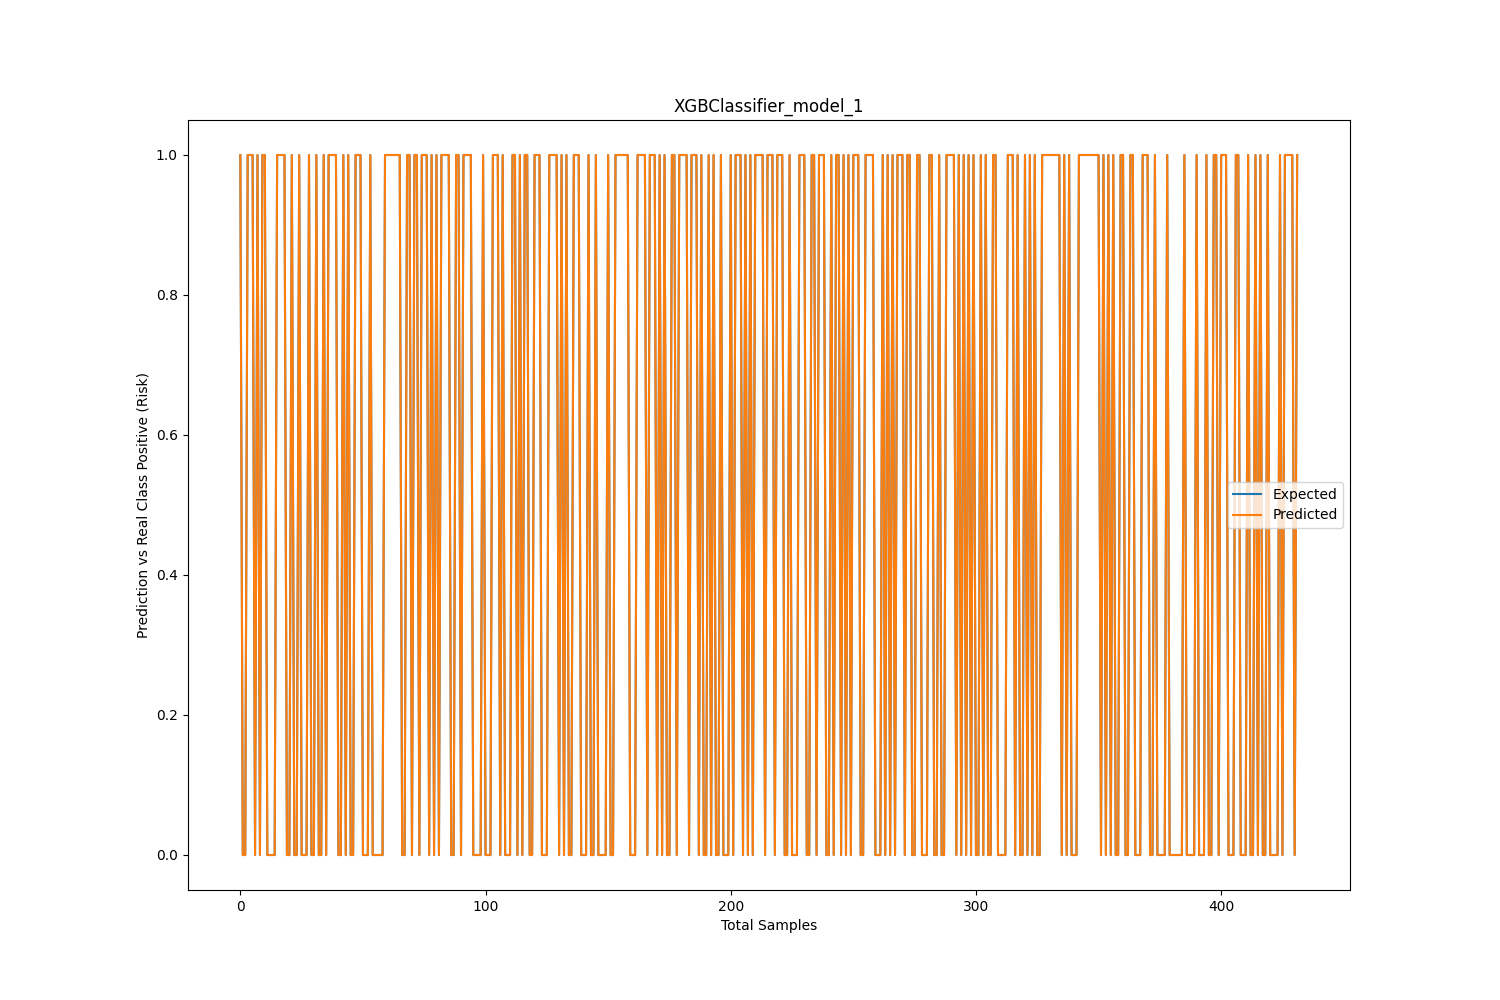 XGBClassifier_model_1
1.0
0.8
0.6
0.4
0.2
0.0
Prediction vs Real Class Positive (Risk)
Expected
Predicted
0 100 200 300 400
Total Samples